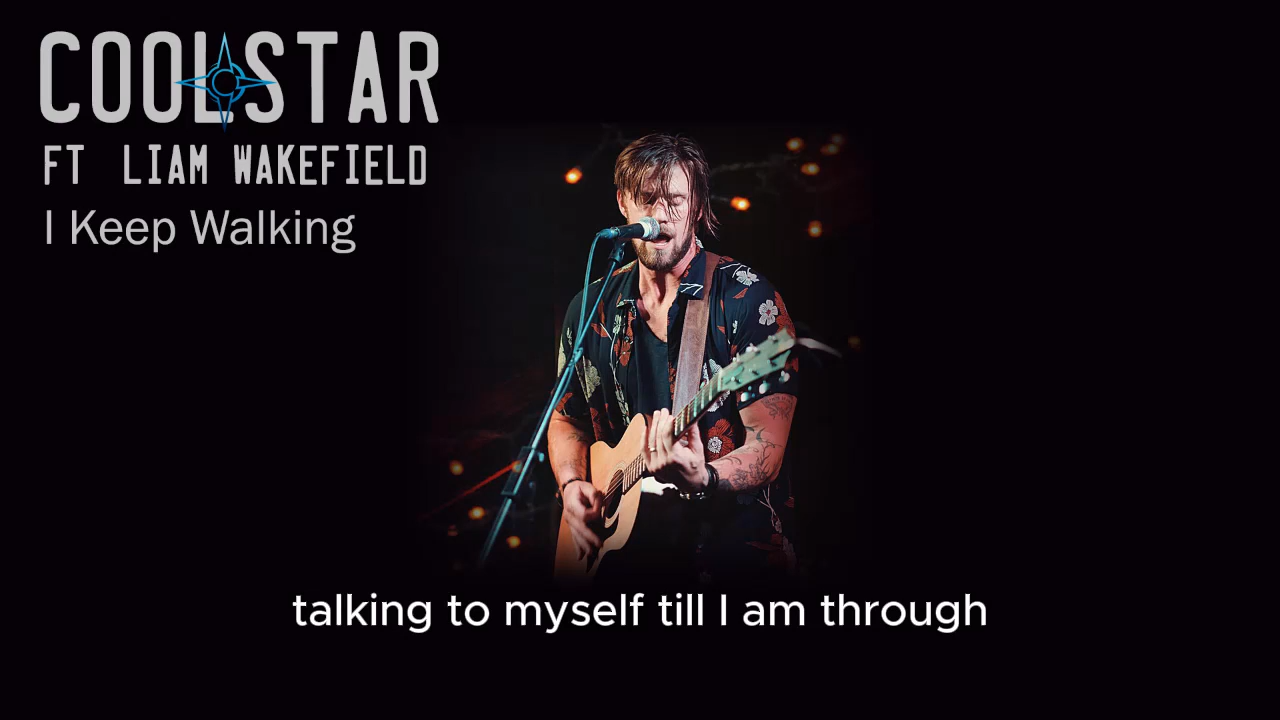 COOLSTAR
FT LIAM WAKEFIELD
I Keep Walking
talking to myself till I am through